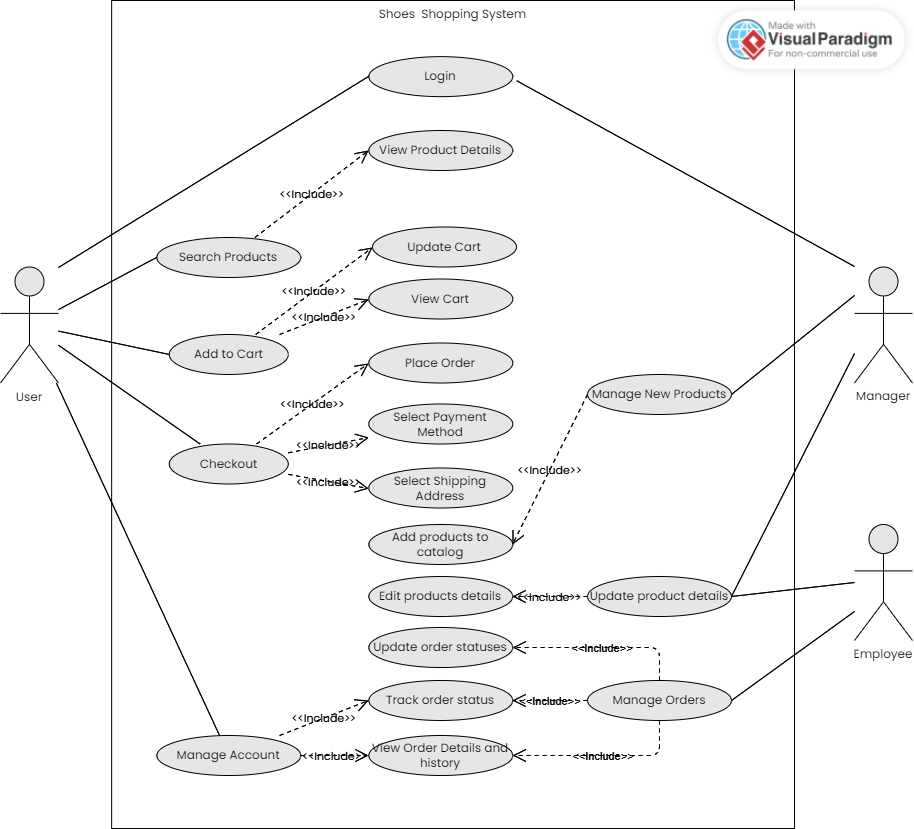 Shoes  Shopping System
Made with
Visual Paradigm
For non-commercial use
Login
View Product Details
<<Include>>
Search Products
Update Cart
<<Include>>
View Cart
<<Include>>
Add to Cart
Place Order
Manage New Products
User
Manager
<<Include>>
Select Payment
Method
<<Include>>
Checkout
<<Include>>
Select Shipping
Address
<<Include>>
Add products to
catalog
Edit products details
<<Include>>
Update product details
Update order statuses
<<Include>>
Employee
Track order status
<<Include>>
Manage Orders
<<Include>>
Manage Account
<<Include>>
View Order Details and
history
<<Include>>